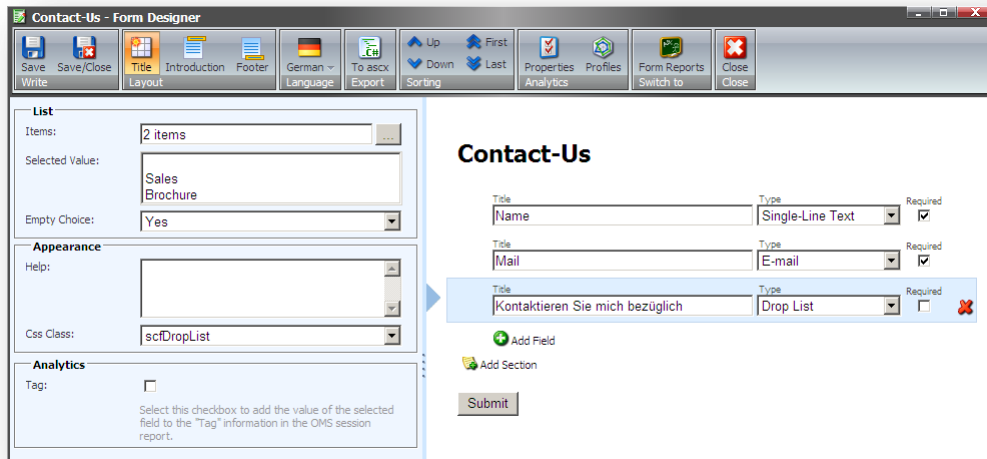 Contact-Us - Form Designer
Save Save/Close Title Introduction Footer German To ascx Up First Down Last Properties Profiles Form Reports Close
Write Layout Language Export Sorting Analytics Switch to Close
List
Items: 2 items ...
Selected Value:
Sales
Brochure
Empty Choice: Yes
Appearance
Help:
Css Class: scfDropList
Analytics
Tag:
Select this checkbox to add the value of the selected
field to the "Tag" information in the OMS session
report.
Contact-Us
Title Type Required
Name Single-Line Text
Title Type Required
Mail E-mail
Title Type Required
Kontaktieren Sie mich bezüglich Drop List
Add Field
Add Section
Submit